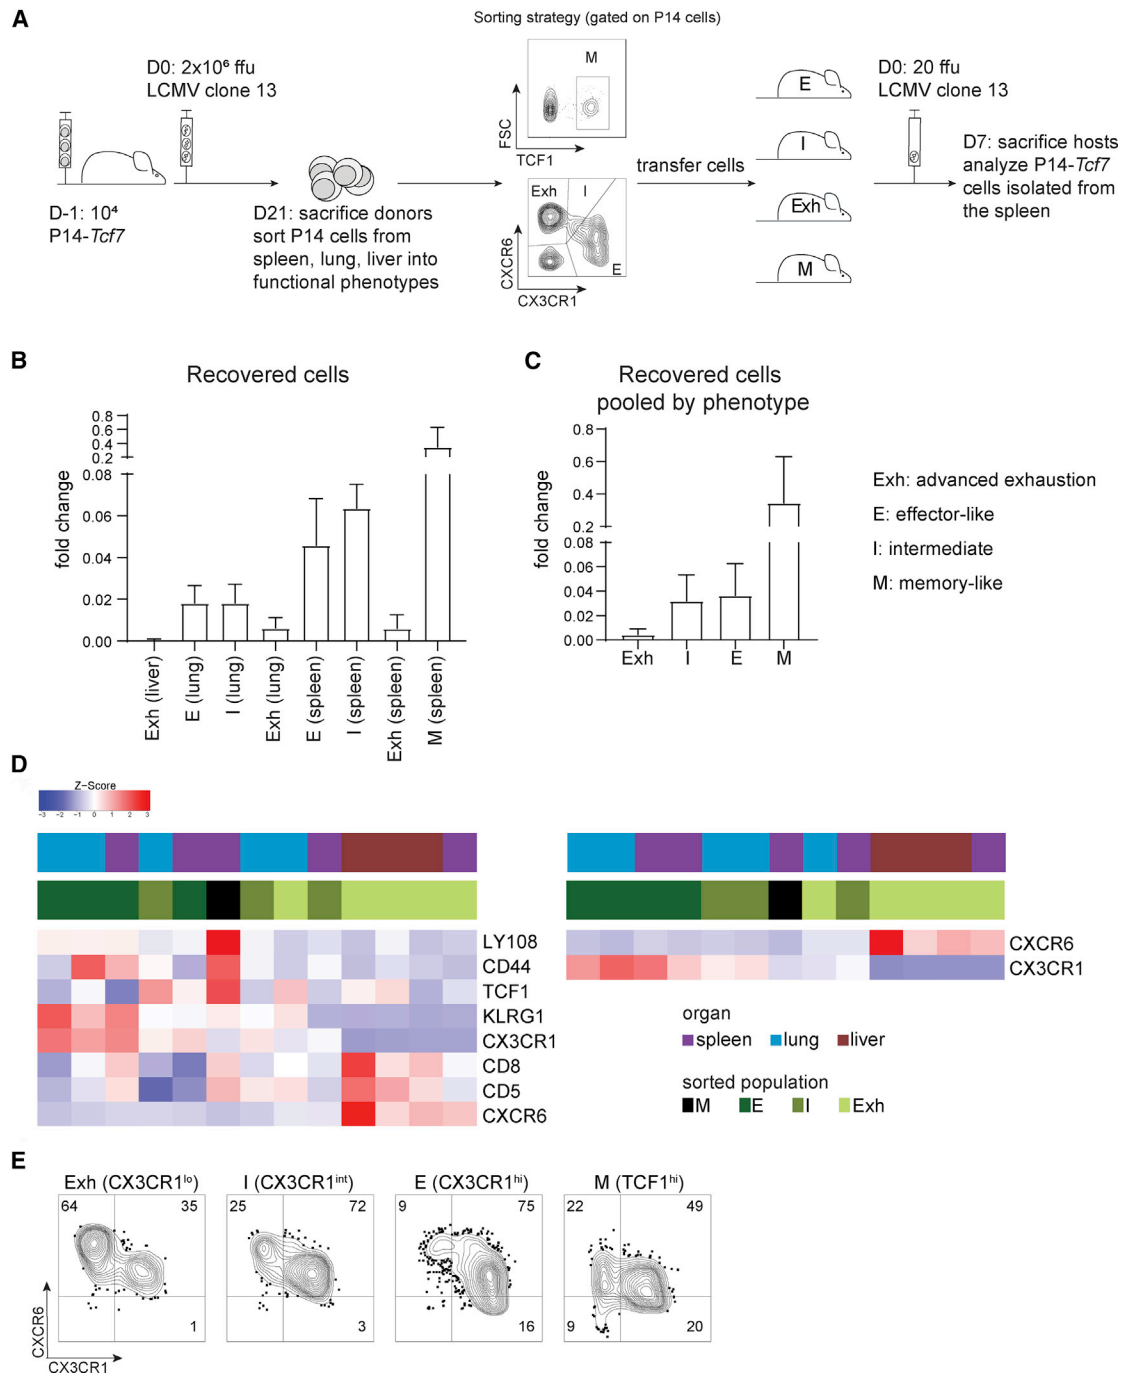 A
Sorting strategy (gated on P14 cells)
D0: 2x10⁶ ffu
LCMV clone 13
D-1: 10⁴
P14-Tcf7
D21: sacrifice donors
sort P14 cells from
spleen, lung, liver into
functional phenotypes
M
FSC
TCF1
Exh
I
E
CXCR6
CX3CR1
transfer cells
E
I
Exh
M
D0: 20 ffu
LCMV clone 13
D7: sacrifice hosts
analyze P14-Tcf7
cells isolated from
the spleen
B
Recovered cells
fold change
0.8
0.6
0.4
0.2
0.08
0.06
0.04
0.02
0.00
Exh (liver)
E (lung)
I (lung)
Exh (lung)
E (spleen)
I (spleen)
Exh (spleen)
M (spleen)
C
Recovered cells
pooled by phenotype
fold change
0.8
0.6
0.4
0.2
0.08
0.06
0.04
0.02
0.00
Exh I E M
Exh: advanced exhaustion
E: effector-like
I: intermediate
M: memory-like
D
Z-Score
-3 -2 -1 0 1 2 3
LY108
CD44
TCF1
KLRG1
CX3CR1
CD8
CD5
CXCR6
CXCR6
CX3CR1
organ
spleen lung liver
sorted population
M E I Exh
E
Exh (CX3CR1ˡᵒ)
64 35
1
I (CX3CR1ⁱⁿᵗ)
25 72
3
E (CX3CR1ʰⁱ)
9 75
16
M (TCF1ʰⁱ)
22 49
9 20
CXCR6
CX3CR1